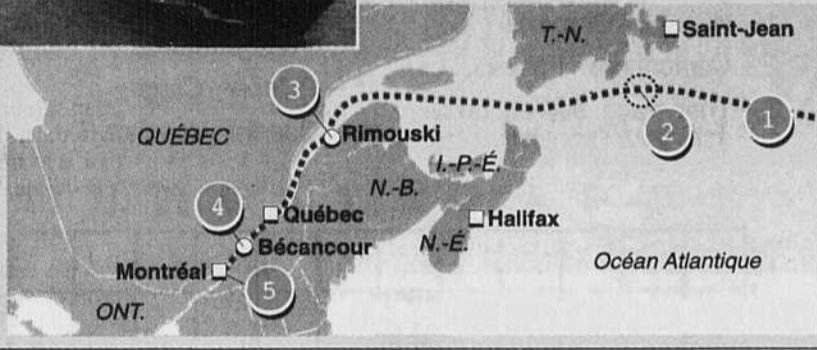 T.-N.
Saint-Jean
3
1
2
QUÉBEC
Rimouski
I.-P.-É.
N.-B.
4
Québec
Halifax
N.-É.
Bécancour
Océan Atlantique
Montréal
5
ONT.